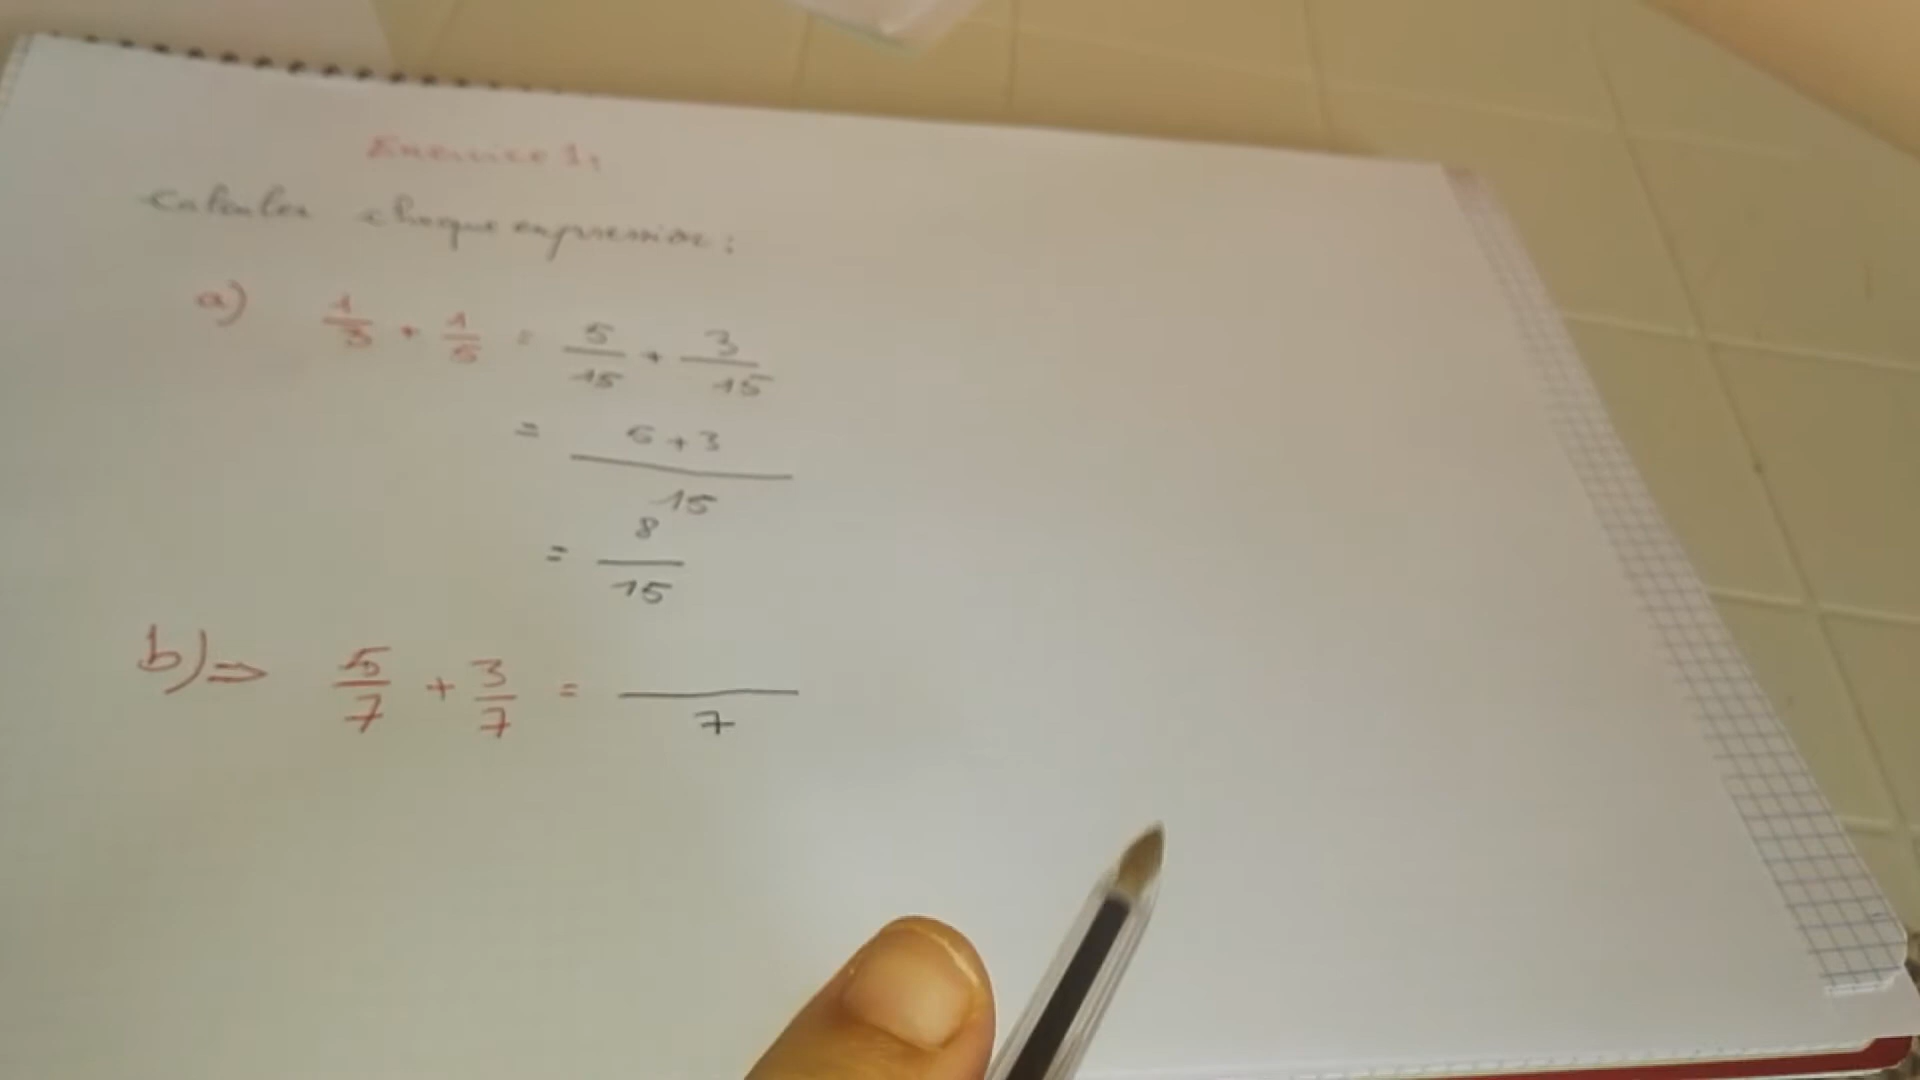 Exercice 1,
Calculer chaque expression :
a) 1/3 + 1/5 = 5/15 + 3/15
= 5+3/15
= 8/15
b) ⇒ 5/7 + 3/7 = /7